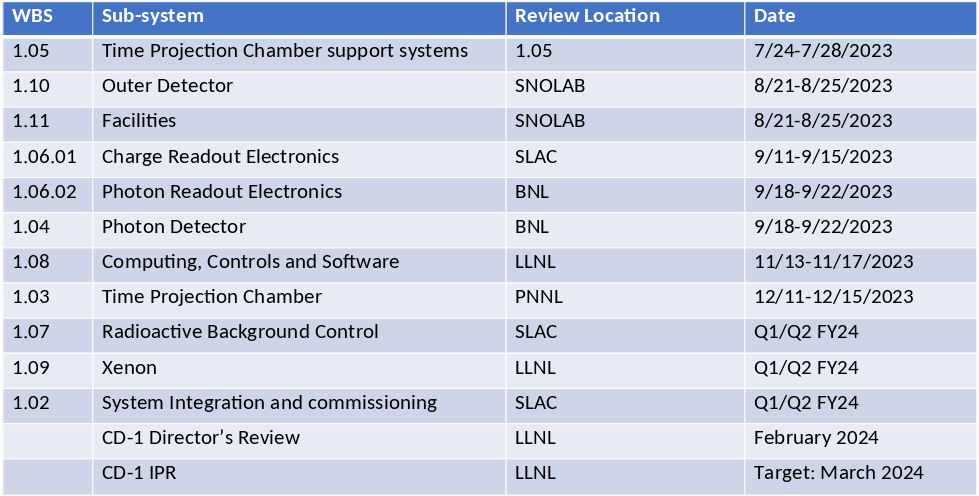 WBS Sub-system Review Location Date
1.05 Time Projection Chamber support systems 1.05 7/24-7/28/2023
1.10 Outer Detector SNOLAB 8/21-8/25/2023
1.11 Facilities SNOLAB 8/21-8/25/2023
1.06.01 Charge Readout Electronics SLAC 9/11-9/15/2023
1.06.02 Photon Readout Electronics BNL 9/18-9/22/2023
1.04 Photon Detector BNL 9/18-9/22/2023
1.08 Computing, Controls and Software LLNL 11/13-11/17/2023
1.03 Time Projection Chamber PNNL 12/11-12/15/2023
1.07 Radioactive Background Control SLAC Q1/Q2 FY24
1.09 Xenon LLNL Q1/Q2 FY24
1.02 System Integration and commissioning SLAC Q1/Q2 FY24
CD-1 Director’s Review LLNL February 2024
CD-1 IPR LLNL Target: March 2024